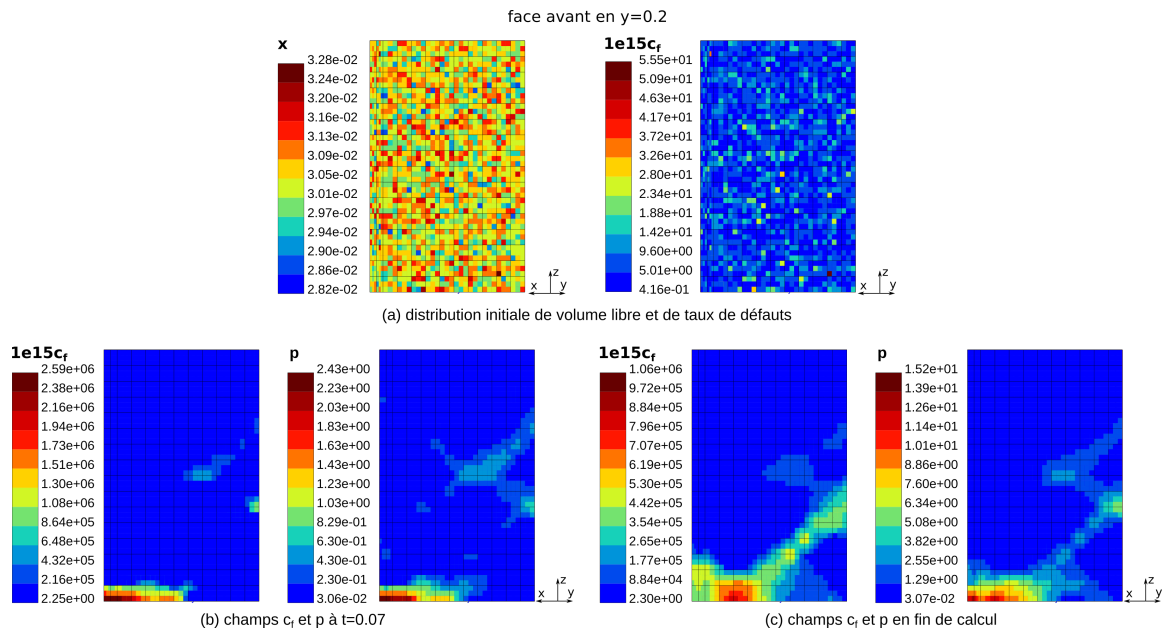 face avant en y=0.2
x
3.28e-02
3.24e-02
3.20e-02
3.16e-02
3.13e-02
3.09e-02
3.05e-02
3.01e-02
2.97e-02
2.94e-02
2.90e-02
2.86e-02
2.82e-02
z
x y
1e15cf
5.55e+01
5.09e+01
4.63e+01
4.17e+01
3.72e+01
3.26e+01
2.80e+01
2.34e+01
1.88e+01
1.42e+01
9.60e+00
5.01e+00
4.16e-01
z
x y
(a) distribution initiale de volume libre et de taux de défauts
1e15cf
2.59e+06
2.38e+06
2.16e+06
1.94e+06
1.73e+06
1.51e+06
1.30e+06
1.08e+06
8.64e+05
6.48e+05
4.32e+05
2.16e+05
2.25e+00
p
2.43e+00
2.23e+00
2.03e+00
1.83e+00
1.63e+00
1.43e+00
1.23e+00
1.03e+00
8.29e-01
6.30e-01
4.30e-01
2.30e-01
3.06e-02
z
x y
(b) champs cf et p à t=0.07
1e15cf
1.06e+06
9.72e+05
8.84e+05
7.96e+05
7.07e+05
6.19e+05
5.30e+05
4.42e+05
3.54e+05
2.65e+05
1.77e+05
8.84e+04
2.30e+00
p
1.52e+01
1.39e+01
1.26e+01
1.14e+01
1.01e+01
8.86e+00
7.60e+00
6.34e+00
5.08e+00
3.82e+00
2.55e+00
1.29e+00
3.07e-02
z
x y
(c) champs cf et p en fin de calcul